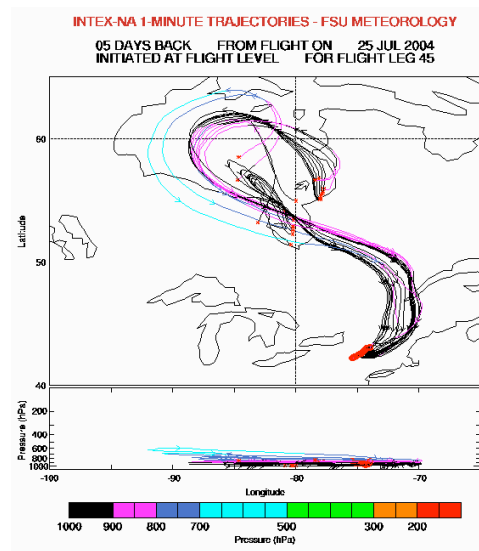 INTEX-NA 1-MINUTE TRAJECTORIES - FSU METEOROLOGY
05 DAYS BACK FROM FLIGHT ON 25 JUL 2004
INITIATED AT FLIGHT LEVEL FOR FLIGHT LEG 45
60
Latitude
50
40
200
400
600
800
1000
Pressure (hPa)
-100 -90 -80 -70
Longitude
1000 900 800 700 500 400 300 200
Pressure (hPa)